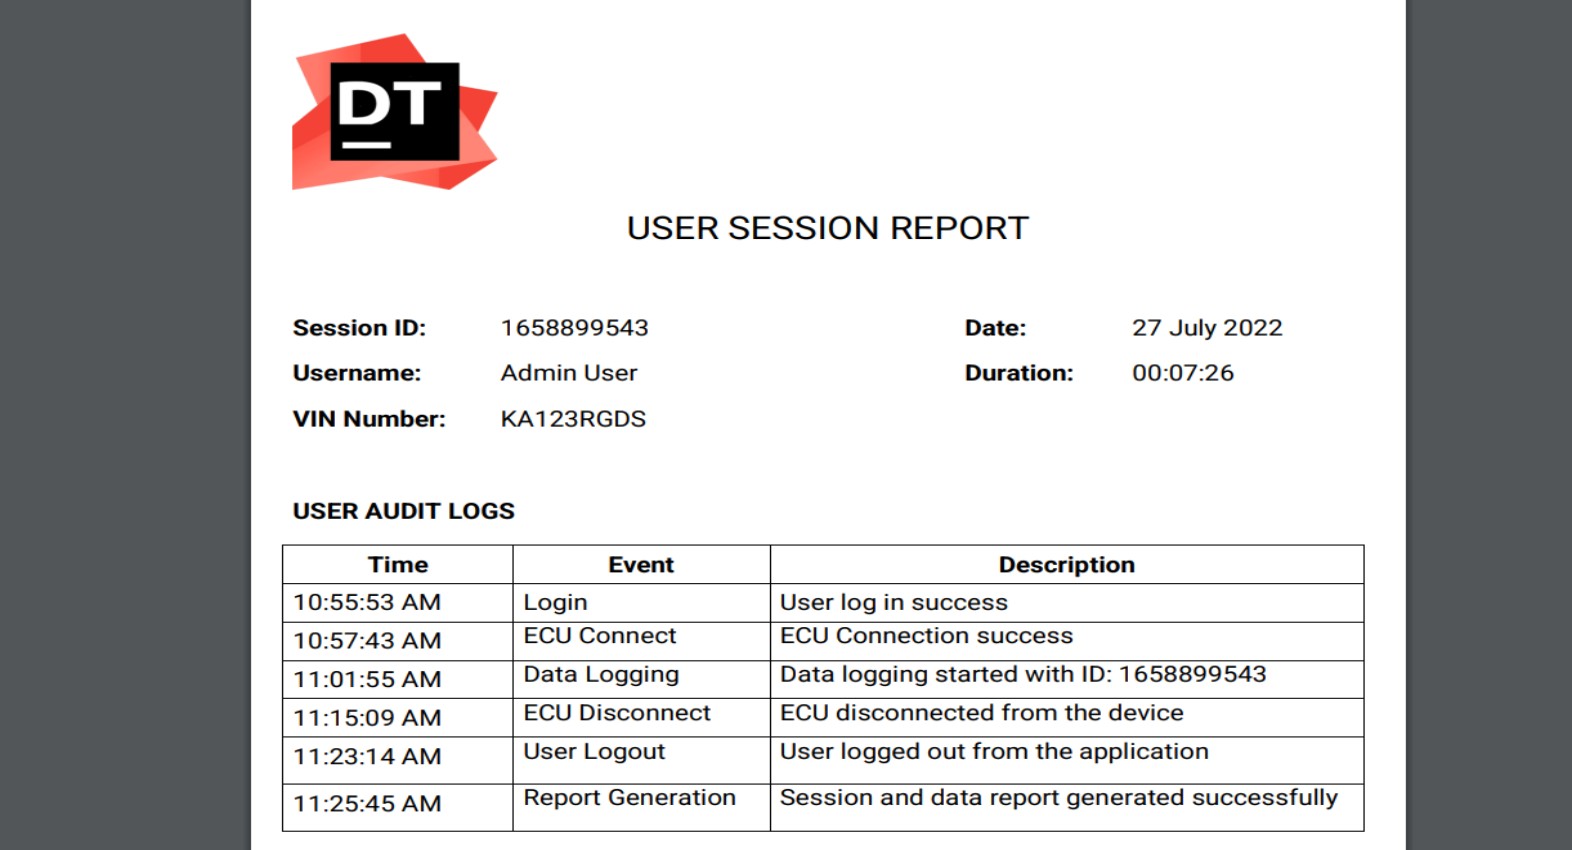 DT
USER SESSION REPORT
Session ID: 1658899543 Date: 27 July 2022
Username: Admin User Duration: 00:07:26
VIN Number: KA123RGDS
USER AUDIT LOGS
Time Event Description
10:55:53 AM Login User log in success
10:57:43 AM ECU Connect ECU Connection success
11:01:55 AM Data Logging Data logging started with ID: 1658899543
11:15:09 AM ECU Disconnect ECU disconnected from the device
11:23:14 AM User Logout User logged out from the application
11:25:45 AM Report Generation Session and data report generated successfully